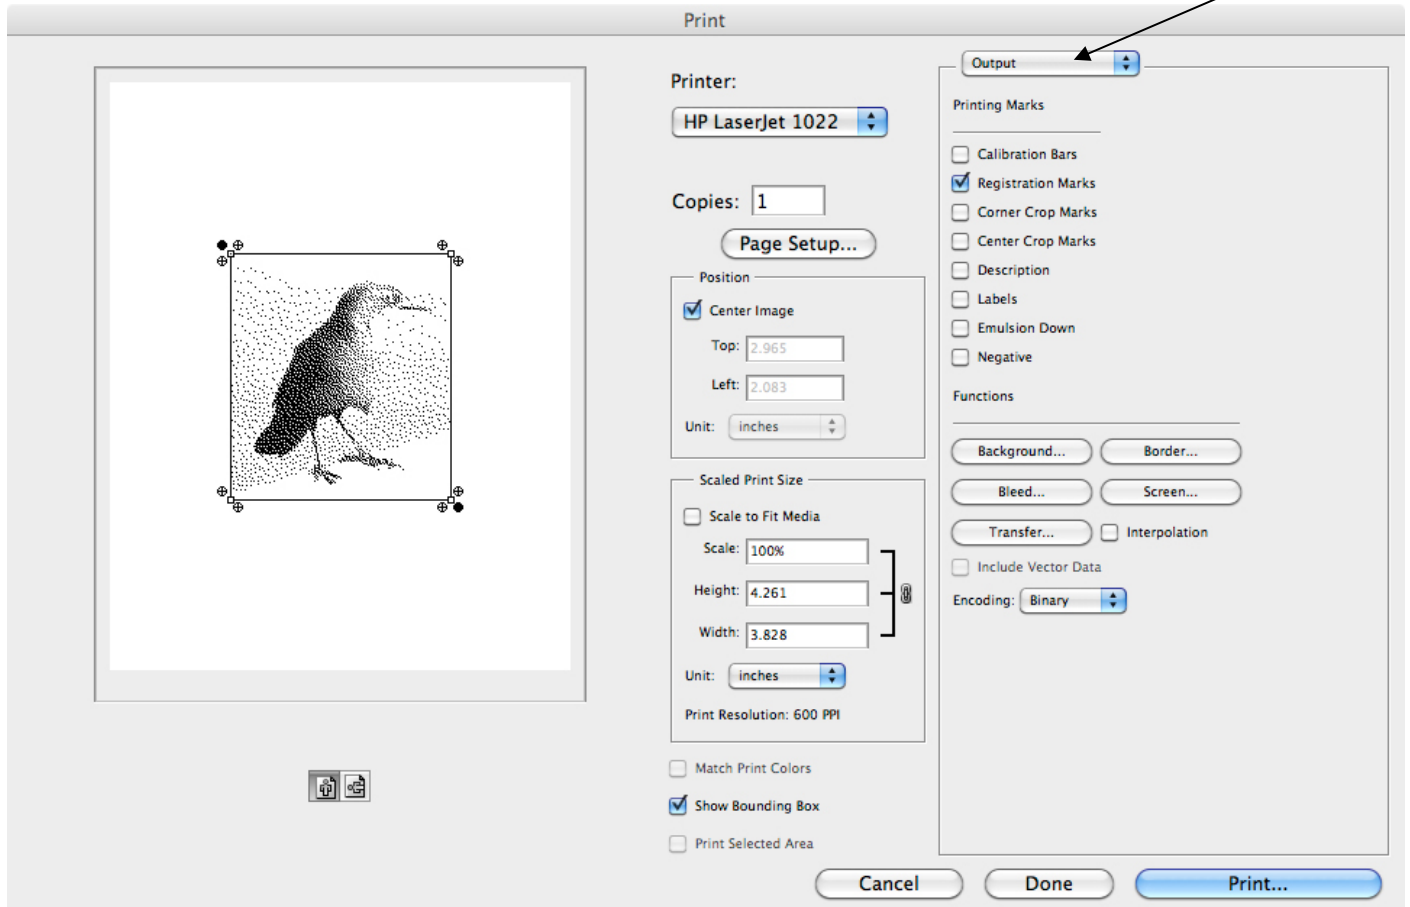 Print
Printer:
HP LaserJet 1022
Copies: 1
Page Setup...
Position
Center Image
Top: 2.965
Left: 2.083
Unit: inches
Scaled Print Size
Scale to Fit Media
Scale: 100%
Height: 4.261
Width: 3.828
Unit: inches
Print Resolution: 600 PPI
Match Print Colors
Show Bounding Box
Print Selected Area
Output
Printing Marks
Calibration Bars
Registration Marks
Corner Crop Marks
Center Crop Marks
Description
Labels
Emulsion Down
Negative
Functions
Background... Border...
Bleed... Screen...
Transfer... Interpolation
Include Vector Data
Encoding: Binary
Cancel Done Print...